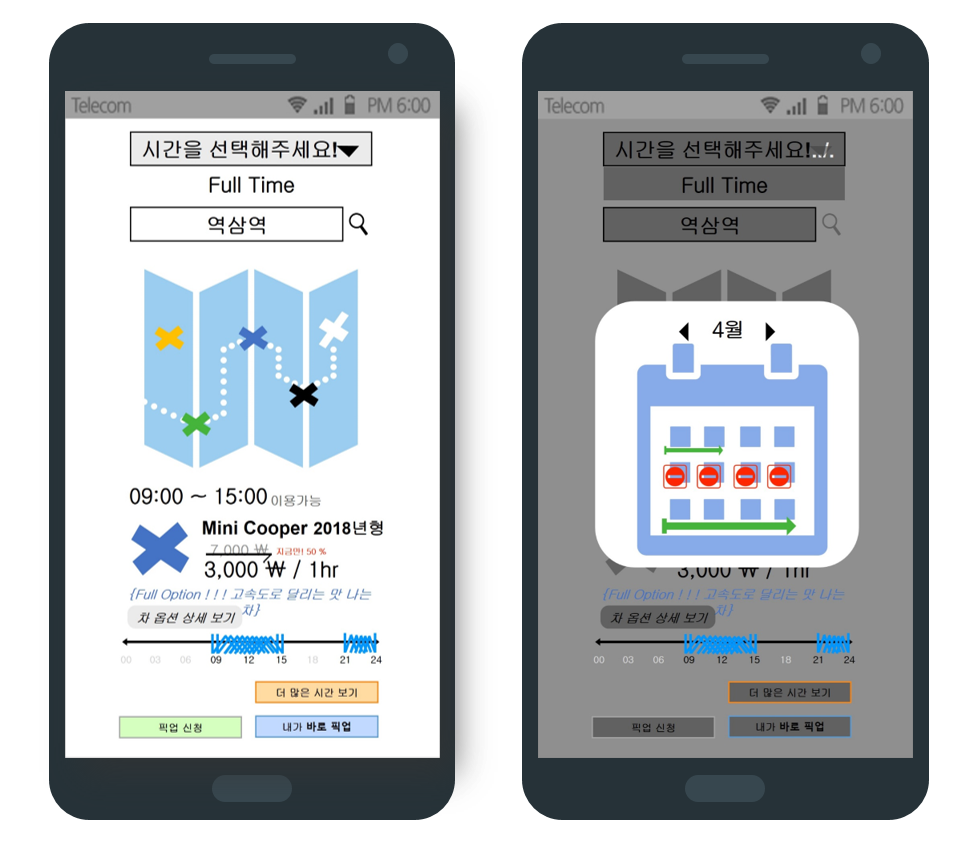 Telecom PM 6:00
시간을 선택해주세요!
Full Time
역삼역
09:00 ~ 15:00 이용가능
Mini Cooper 2018년형
7,000 ₩ 지금만! 50 %
3,000 ₩ / 1hr
{Full Option ! ! ! 고속도로 달리는 맛 나는
차}
차 옵션 상세 보기
00 03 06 09 12 15 18 21 24
더 많은 시간 보기
픽업 신청 내가 바로 픽업
Telecom PM 6:00
시간을 선택해주세요!../.
Full Time
역삼역
4월
3,000 ₩ / 1hr
{Full Option ! ! ! 고속도로 달리는 맛 나는
차}
차 옵션 상세 보기
00 03 06 09 12 15 18 21 24
더 많은 시간 보기
픽업 신청 내가 바로 픽업